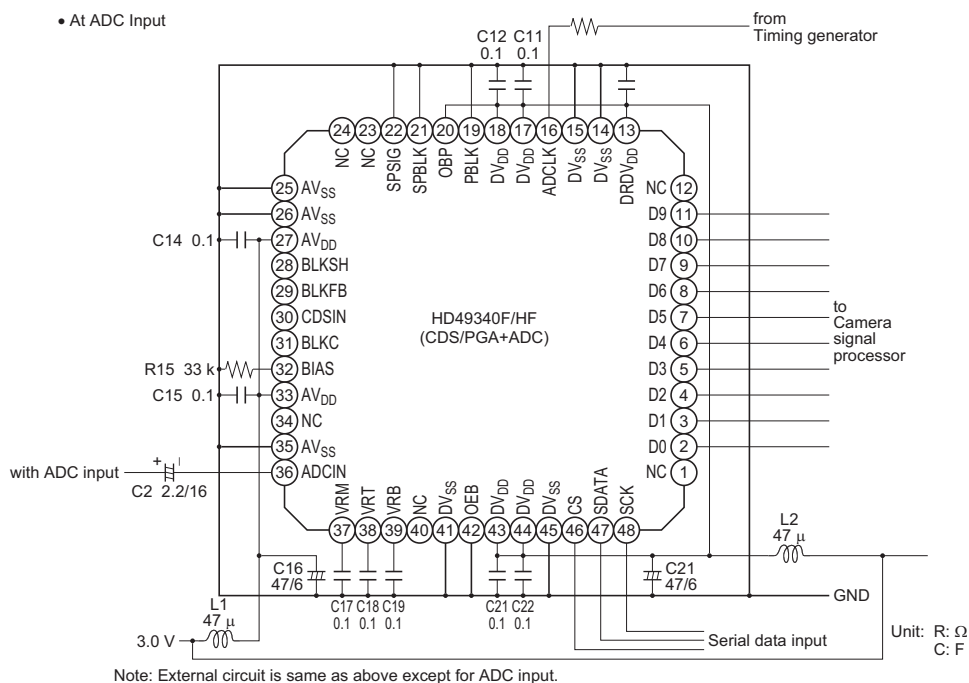 • At ADC Input
from
Timing generator
C12
0.1
C11
0.1
24 23 22 21 20 19 18 17 16 15 14 13
NC NC SPSIG SPBLK OBP PBLK DVDD DVDD ADCLK DVSS DVSS DRDVDD
25 AVSS
26 AVSS
C14 0.1 27 AVDD
28 BLKSH
29 BLKFB
30 CDSIN
31 BLKC
R15 33 k 32 BIAS
C15 0.1 33 AVDD
34 NC
35 AVSS
with ADC input + − 36 ADCIN
C2 2.2/16
HD49340F/HF
(CDS/PGA+ADC)
NC 12
D9 11
D8 10
D7 9
D6 8
D5 7
D4 6
D3 5
D2 4
D1 3
D0 2
NC 1
to
Camera
signal
processor
VRM VRT VRB NC DVSS OEB DVDD DVDD DVSS CS SDATA SCK
37 38 39 40 41 42 43 44 45 46 47 48
L2
47 μ
C16
47/6
C21
47/6
C17
0.1
C18
0.1
C19
0.1
C21
0.1
C22
0.1
GND
L1
47 μ
3.0 V
Serial data input
Unit: R: Ω
C: F
Note: External circuit is same as above except for ADC input.